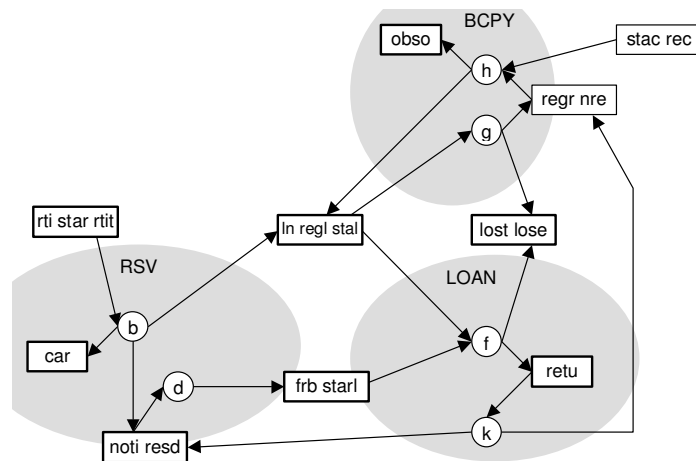 BCPY
obso
stac rec
h
regr nre
g
rti star rtit
ln regl stal
lost lose
RSV
LOAN
b
f
car
retu
d
frb starl
k
noti resd